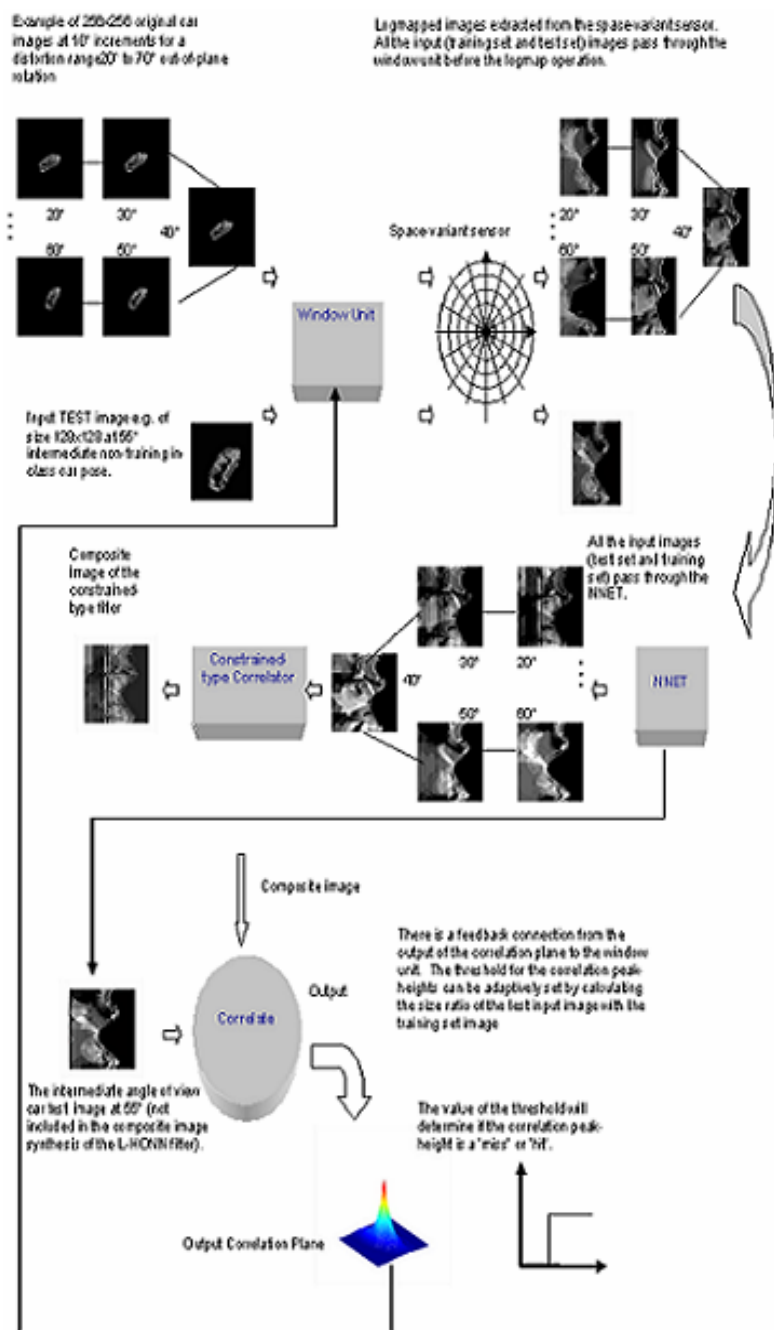 Example of 256x256 original car
images at 10° increments for a
distortion range 20° to 70° out-of-plane
rotation
Logmapped images extracted from the space-variant sensor.
All the input (training set and test set) images pass through the
window unit before the logmap operation.
20°
30°
40°
60°
50°
Space-variant sensor
20°
30°
40°
60°
50°
Window Unit
Input TEST image e.g. of
size 128x128 at 55°
intermediate non-training in-
class car pose.
All the input images
(test set and training
set) pass through the
NNET.
Composite
image of the
constrained-
type filter
Constrained-
type Correlator
40°
30°
20°
50°
60°
NNET
Composite image
There is a feedback connection from the
output of the correlation plane to the window
unit. The threshold for the correlation peak-
heights can be adaptively set by calculating
the size ratio of the test input image with the
training set image
Output
Correlate
The intermediate angle of view
car test image at 55° (not
included in the composite image
synthesis of the L-HONN filter).
The value of the threshold will
determine if the correlation peak-
height is a 'miss' or 'hit'.
Output Correlation Plane